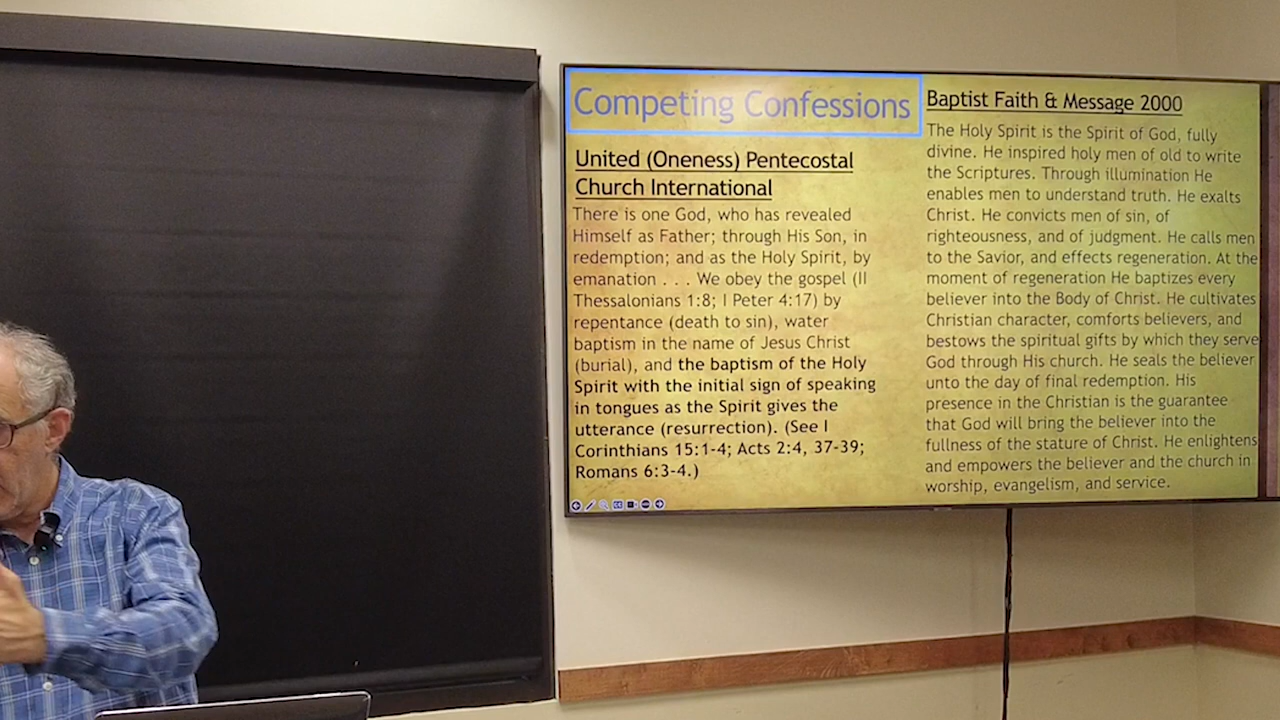 Competing Confessions
United (Oneness) Pentecostal
Church International
There is one God, who has revealed
Himself as Father; through His Son, in
redemption; and as the Holy Spirit, by
emanation . . . We obey the gospel (II
Thessalonians 1:8; I Peter 4:17) by
repentance (death to sin), water
baptism in the name of Jesus Christ
(burial), and the baptism of the Holy
Spirit with the initial sign of speaking
in tongues as the Spirit gives the
utterance (resurrection). (See I
Corinthians 15:1-4; Acts 2:4, 37-39;
Romans 6:3-4.)
Baptist Faith & Message 2000
The Holy Spirit is the Spirit of God, fully
divine. He inspired holy men of old to write
the Scriptures. Through illumination He
enables men to understand truth. He exalts
Christ. He convicts men of sin, of
righteousness, and of judgment. He calls men
to the Savior, and effects regeneration. At the
moment of regeneration He baptizes every
believer into the Body of Christ. He cultivates
Christian character, comforts believers, and
bestows the spiritual gifts by which they serve
God through His church. He seals the believer
unto the day of final redemption. His
presence in the Christian is the guarantee
that God will bring the believer into the
fullness of the stature of Christ. He enlightens
and empowers the believer and the church in
worship, evangelism, and service.